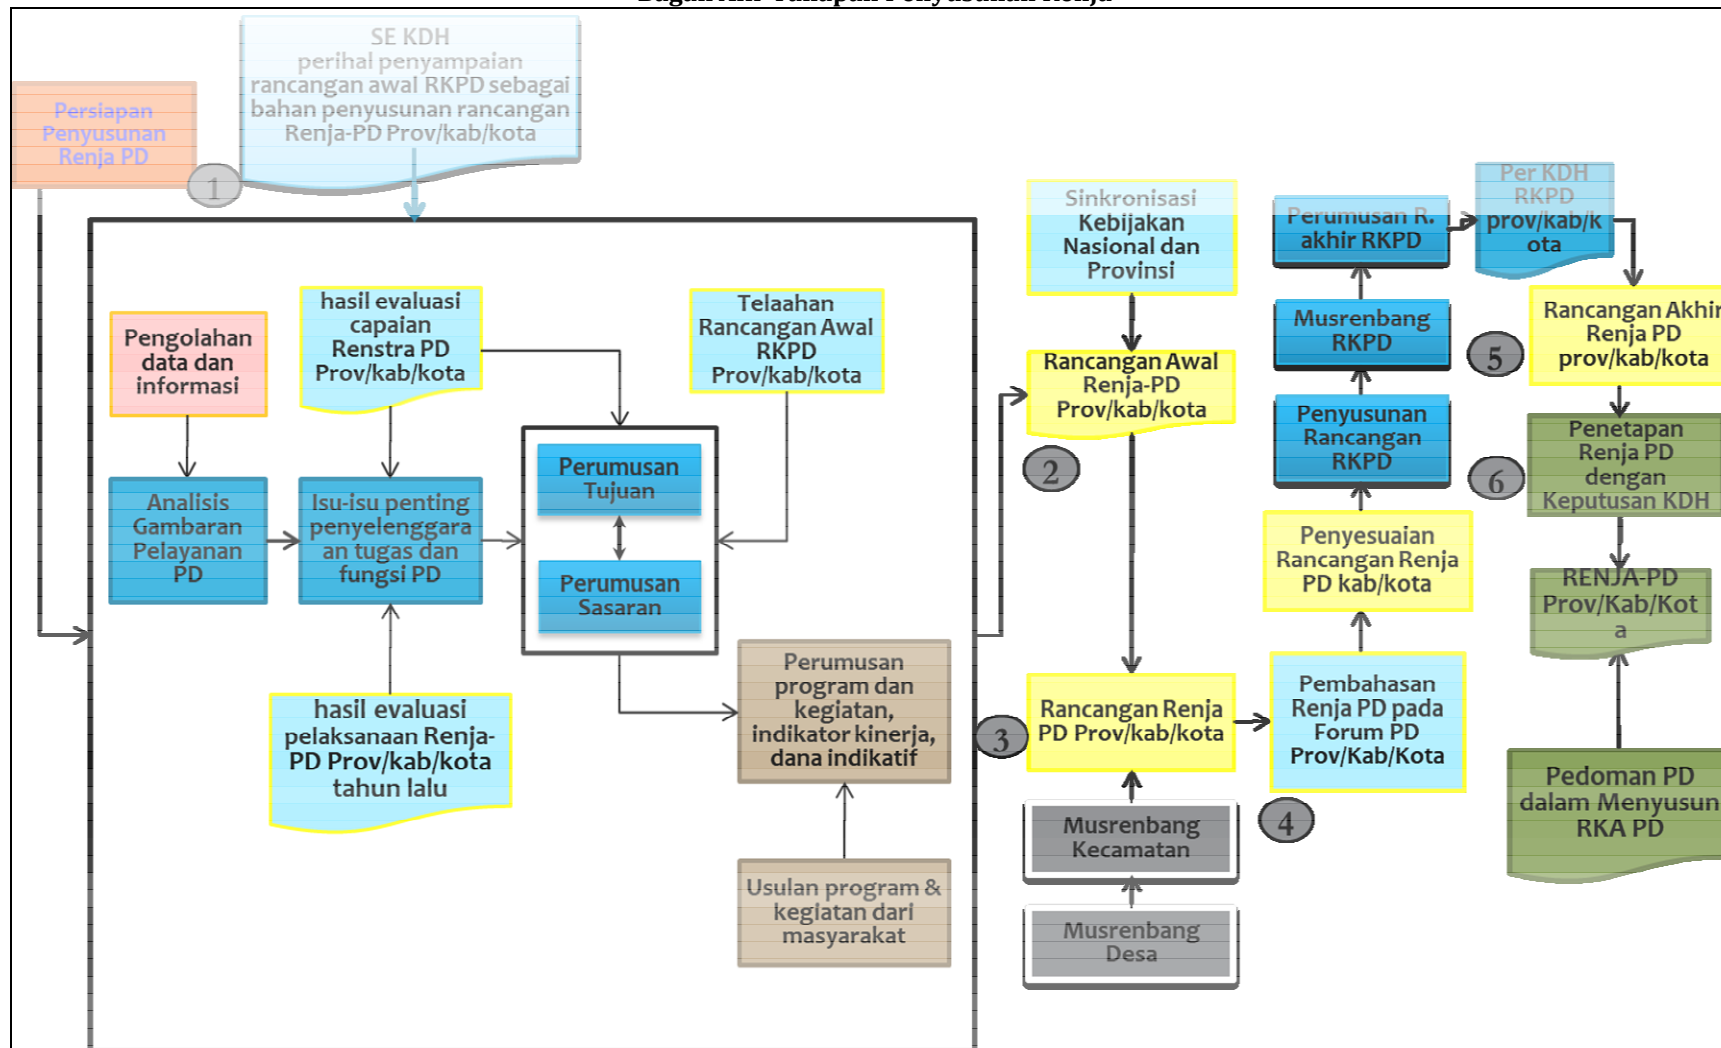 Bagan Alir Tahapan Penyusunan Renja
SE KDH
perihal penyampaian
rancangan awal RKPD sebagai
bahan penyusunan rancangan
Renja-PD Prov/kab/kota
Persiapan
Penyusunan
Renja PD
1
Pengolahan
data dan
informasi
hasil evaluasi
capaian
Renstra PD
Prov/kab/kota
Telaahan
Rancangan Awal
RKPD
Prov/kab/kota
Analisis
Gambaran
Pelayanan
PD
Isu-isu penting
penyelenggara
an tugas dan
fungsi PD
Perumusan
Tujuan
Perumusan
Sasaran
hasil evaluasi
pelaksanaan Renja-
PD Prov/kab/kota
tahun lalu
Perumusan
program dan
kegiatan,
indikator kinerja,
dana indikatif
Usulan program &
kegiatan dari
masyarakat
Sinkronisasi
Kebijakan
Nasional dan
Provinsi
Rancangan Awal
Renja-PD
Prov/kab/kota
2
3
Rancangan Renja
PD Prov/kab/kota
Musrenbang
Kecamatan
Musrenbang
Desa
4
Pembahasan
Renja PD pada
Forum PD
Prov/Kab/Kota
Penyesuaian
Rancangan Renja
PD kab/kota
Penyusunan
Rancangan
RKPD
Musrenbang
RKPD
Perumusan R.
akhir RKPD
Per KDH
RKPD
prov/kab/k
ota
5
Rancangan Akhir
Renja PD
prov/kab/kota
6
Penetapan
Renja PD
dengan
Keputusan KDH
RENJA-PD
Prov/Kab/Kot
a
Pedoman PD
dalam Menyusun
RKA PD